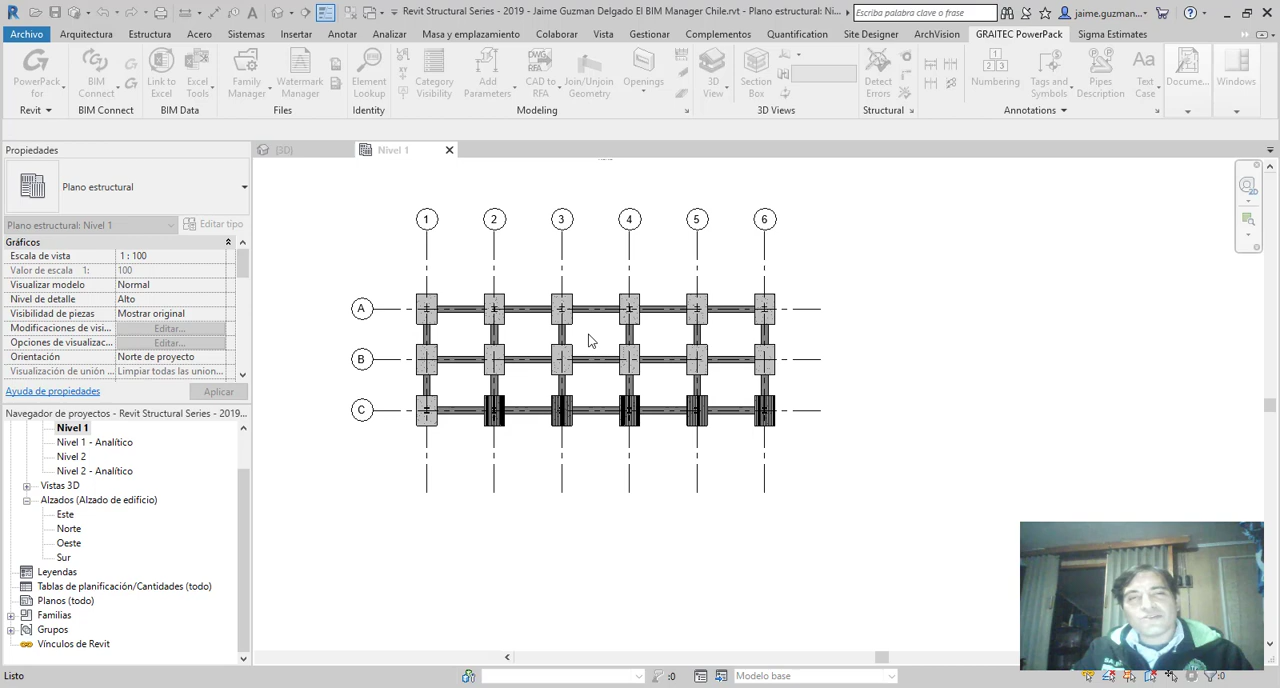 Revit Structural Series - 2019 - Jaime Guzman Delgado El BIM Manager Chile.rvt - Plano estructural: Ni...
Escriba palabra clave o frase
jaime.guzman...
Archivo Arquitectura Estructura Acero Sistemas Insertar Anotar Analizar Masa y emplazamiento Colaborar Vista Gestionar Complementos Quantification Site Designer ArchVision GRAITEC PowerPack Sigma Estimates
PowerPack BIM Connect Link to Excel Excel Tools Family Manager Watermark Manager Element Lookup Category Visibility Add Parameters CAD to RFA Join/Unjoin Geometry Openings 3D View Section Box Detect Errors Numbering Tags and Symbols Pipes Description Text Case Docume... Windows
Revit BIM Connect BIM Data Files Identity Modeling 3D Views Structural Annotations
Propiedades
{3D}
Nivel 1
Plano estructural
Plano estructural: Nivel 1
Editar tipo
Gráficos
Escala de vista 1 : 100
Valor de escala 1: 100
Visualizar modelo Normal
Nivel de detalle Alto
Visibilidad de piezas Mostrar original
Modificaciones de visi... Editar...
Opciones de visualizac... Editar...
Orientación Norte de proyecto
Visualización de unión Limpiar todas las union...
Ayuda de propiedades
Aplicar
Navegador de proyectos - Revit Structural Series - 2019...
Nivel 1
Nivel 1 - Analítico
Nivel 2
Nivel 2 - Analítico
Vistas 3D
Alzados (Alzado de edificio)
Este
Norte
Oeste
Sur
Leyendas
Tablas de planificación/Cantidades (todo)
Planos (todo)
Familias
Grupos
Vínculos de Revit
1 2 3 4 5 6
A
B
C
Listo
:0
Modelo base
:0